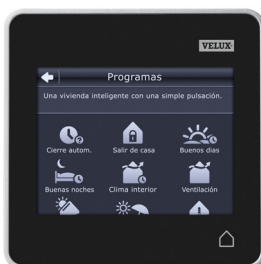 VELUX
Programas
Una vivienda inteligente con una simple pulsación.
Cierre autom.
Salir de casa
Buenos dias
Buenas noches
Clima interior
Ventilación